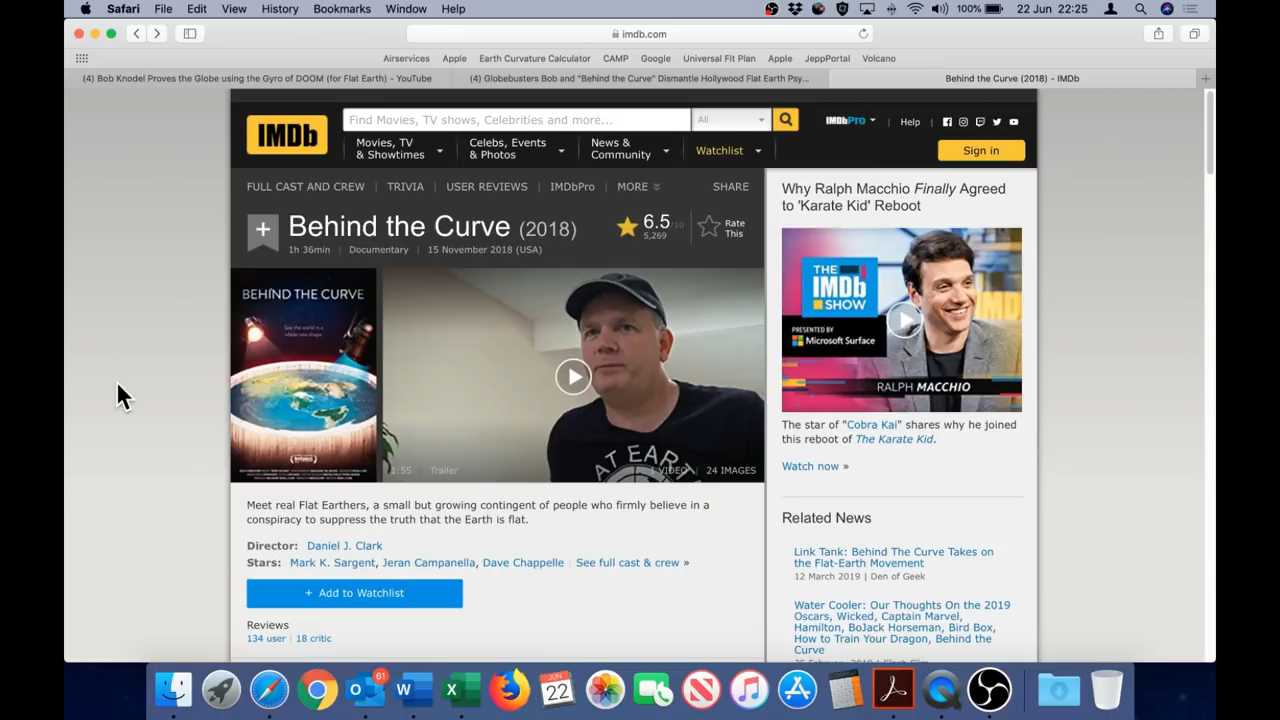 Safari File Edit View History Bookmarks Window Help 100% 22 Jun 22:25
imdb.com
Airservices Apple Earth Curvature Calculator CAMP Google Universal Flt Plan Apple JeppPortal Volcano
(4) Bob Knodel Proves the Globe using the Gyro of DOOM (for Flat Earth) - YouTube
(4) Globebusters Bob and "Behind the Curve" Dismantle Hollywood Flat Earth Psy...
Behind the Curve (2018) - IMDb
IMDb
Find Movies, TV shows, Celebrities and more...
All
IMDbPro
Help
Movies, TV
& Showtimes
Celebs, Events
& Photos
News &
Community
Watchlist
Sign in
FULL CAST AND CREW TRIVIA USER REVIEWS IMDbPro MORE SHARE
Behind the Curve (2018)
1h 36min | Documentary | 15 November 2018 (USA)
6.5/10
5,269
Rate
This
BEHIND THE CURVE
See the world in a
whole new shape.
AT EARTH
1:55 Trailer
1 VIDEO 24 IMAGES
Meet real Flat Earthers, a small but growing contingent of people who firmly believe in a
conspiracy to suppress the truth that the Earth is flat.
Director: Daniel J. Clark
Stars: Mark K. Sargent, Jeran Campanella, Dave Chappelle | See full cast & crew »
+ Add to Watchlist
Reviews
134 user | 18 critic
Why Ralph Macchio Finally Agreed
to 'Karate Kid' Reboot
THE
IMDb
SHOW
PRESENTED BY
Microsoft Surface
RALPH MACCHIO
The star of "Cobra Kai" shares why he joined
this reboot of The Karate Kid.
Watch now »
Related News
Link Tank: Behind The Curve Takes on
the Flat-Earth Movement
12 March 2019 | Den of Geek
Water Cooler: Our Thoughts On the 2019
Oscars, Wicked, Captain Marvel,
Hamilton, BoJack Horseman, Bird Box,
How to Train Your Dragon, Behind the
Curve
61
JUN
22